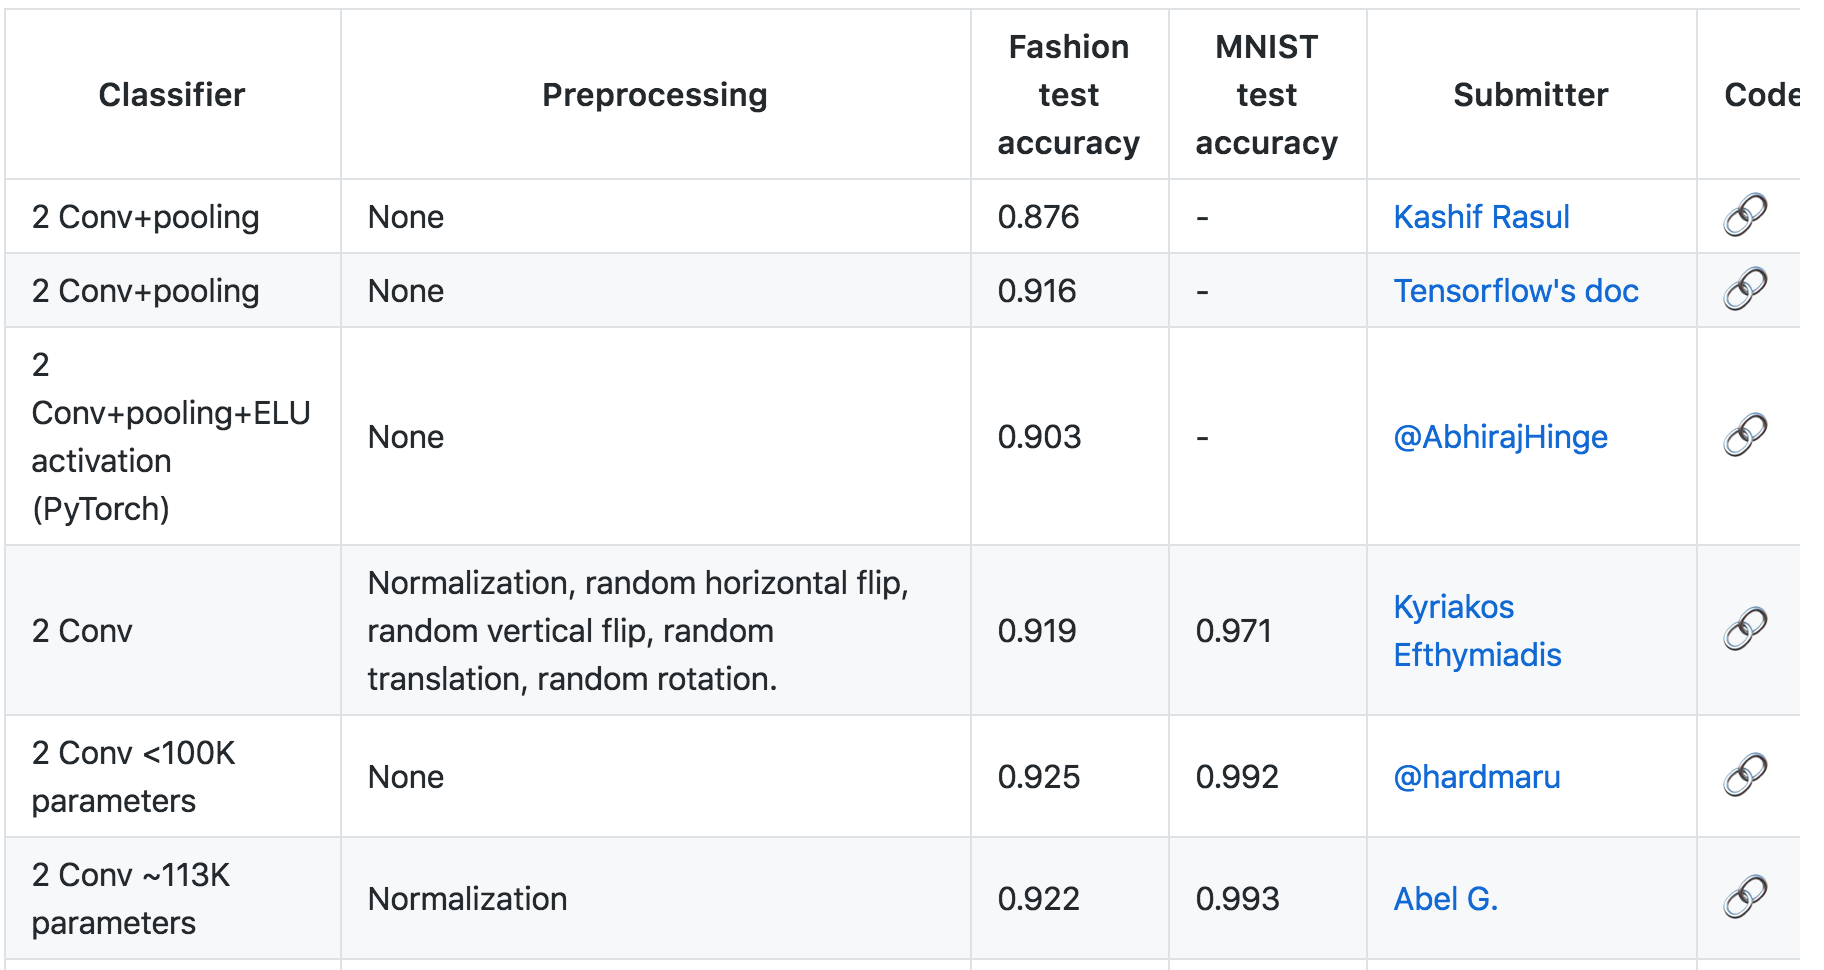 Classifier Preprocessing Fashion test accuracy MNIST test accuracy Submitter Code
2 Conv+pooling None 0.876 - Kashif Rasul
2 Conv+pooling None 0.916 - Tensorflow's doc
2 Conv+pooling+ELU activation (PyTorch) None 0.903 - @AbhirajHinge
2 Conv Normalization, random horizontal flip, random vertical flip, random translation, random rotation. 0.919 0.971 Kyriakos Efthymiadis
2 Conv <100K parameters None 0.925 0.992 @hardmaru
2 Conv ~113K parameters Normalization 0.922 0.993 Abel G.